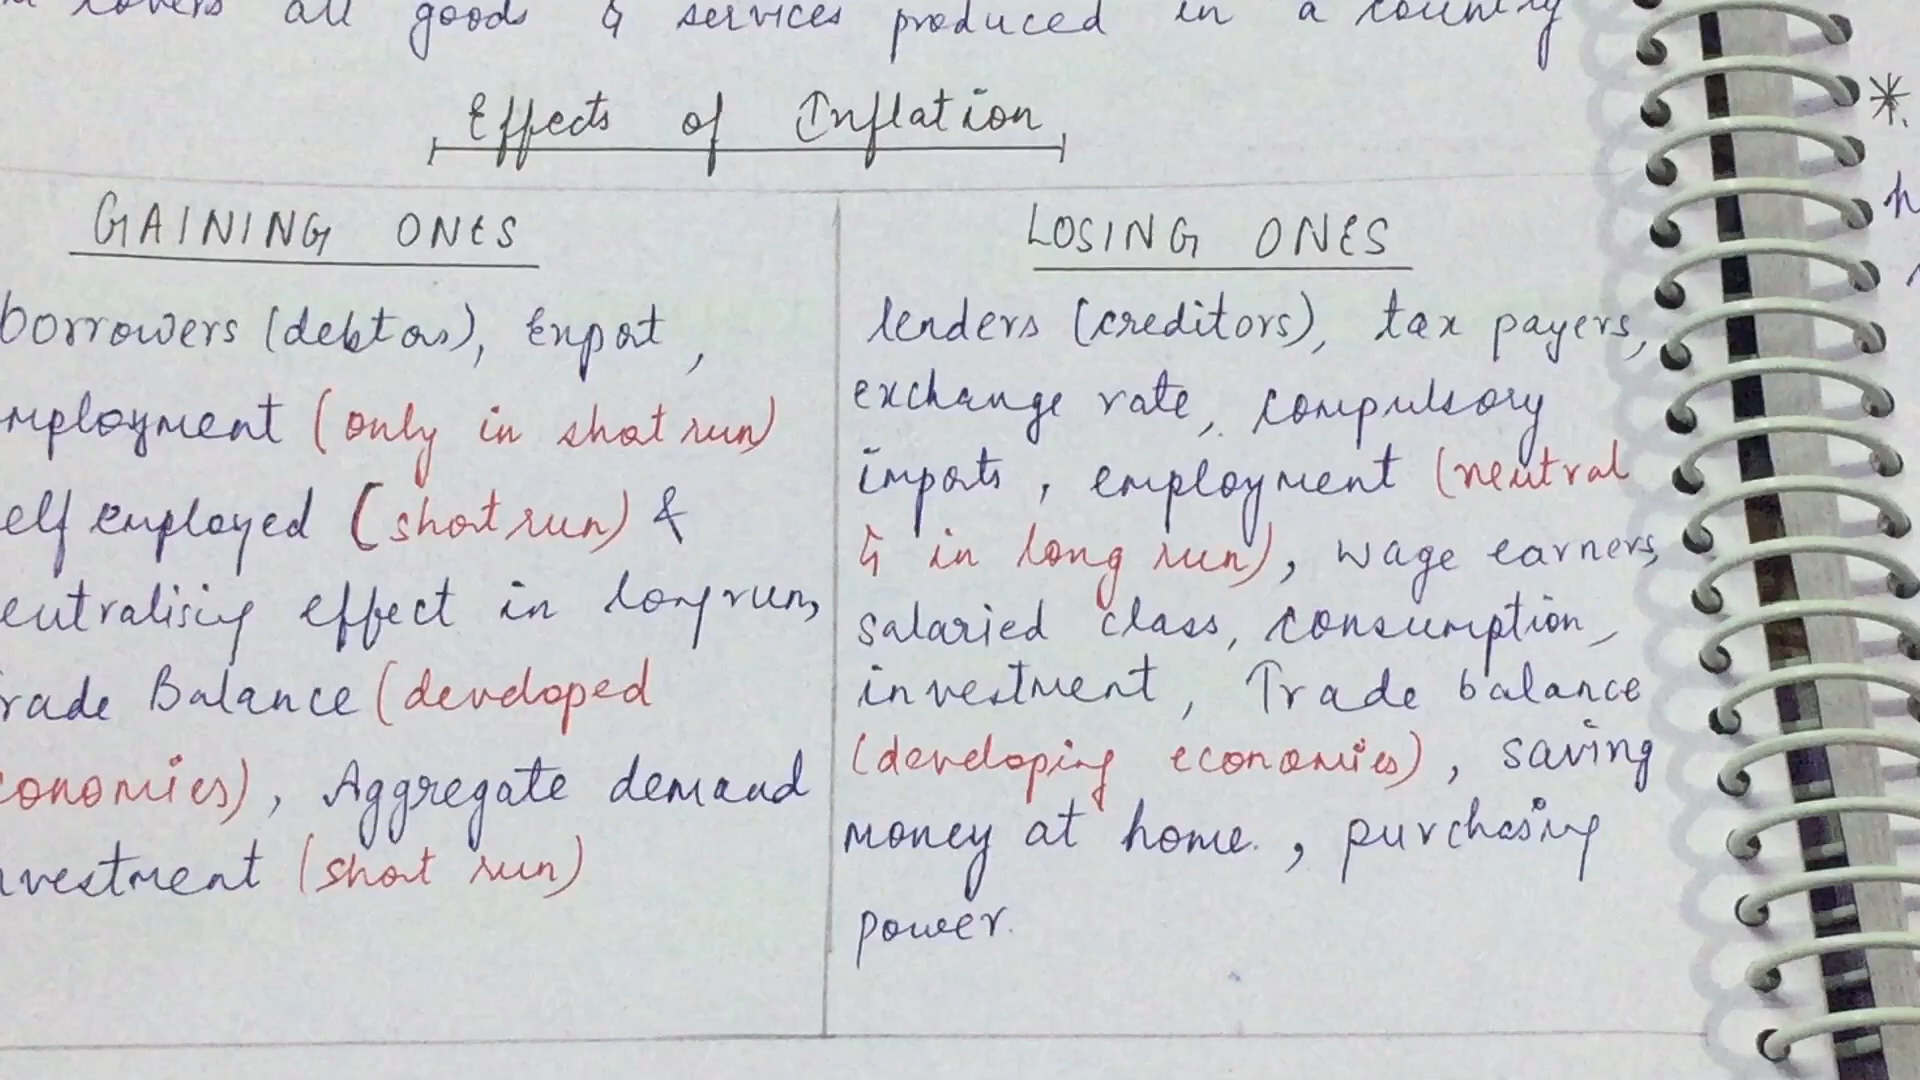 covers all goods & services produced in a country
Effects of Inflation
GAINING ONES
borrowers (debtors), Export,
mployment (only in short run)
elf employed (short run) &
eutralising effect in long run,
rade Balance (developed
conomies), Aggregate demand
nvestment (short run)
LOSING ONES
lenders (creditors), tax payers,
exchange rate, compulsory
imports, employment (neutral
& in long run), wage earners,
salaried class, consumption,
investment, Trade balance
(developing economies), saving
money at home., purchasing
power.
*